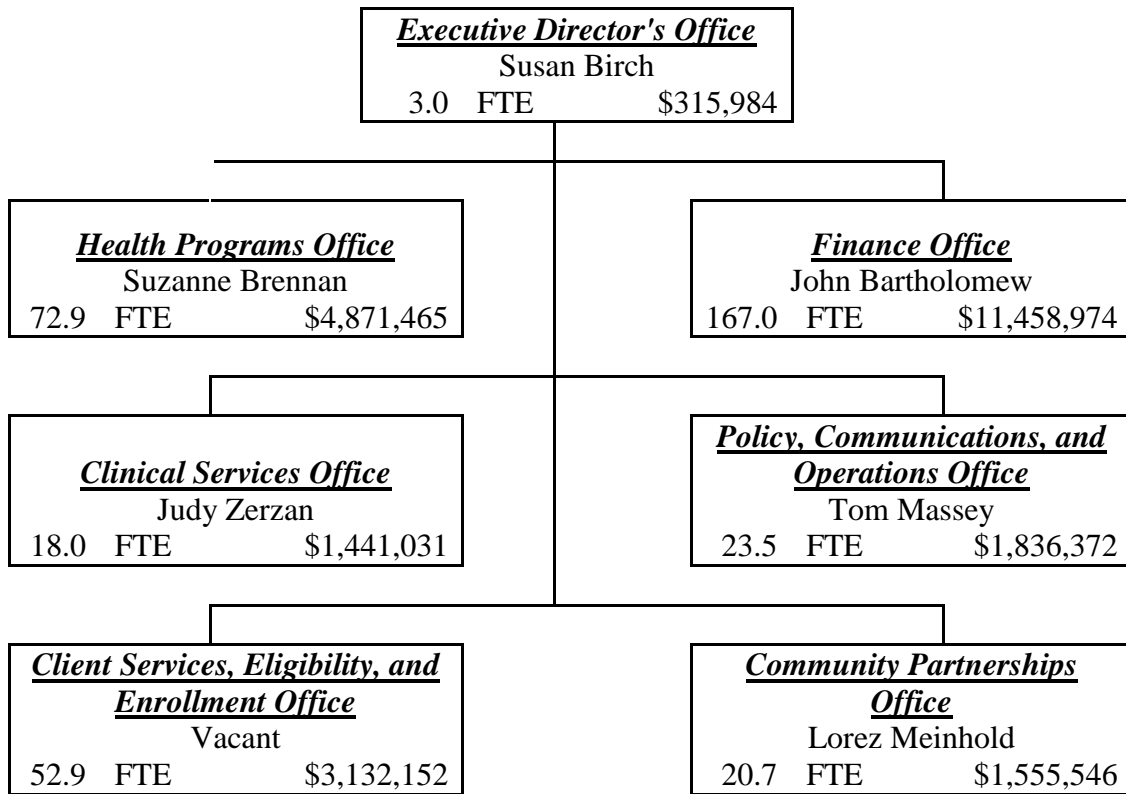 Executive Director's Office
Susan Birch
3.0 FTE $315,984
Health Programs Office
Suzanne Brennan
72.9 FTE $4,871,465
Finance Office
John Bartholomew
167.0 FTE $11,458,974
Clinical Services Office
Judy Zerzan
18.0 FTE $1,441,031
Policy, Communications, and
Operations Office
Tom Massey
23.5 FTE $1,836,372
Client Services, Eligibility, and
Enrollment Office
Vacant
52.9 FTE $3,132,152
Community Partnerships
Office
Lorez Meinhold
20.7 FTE $1,555,546